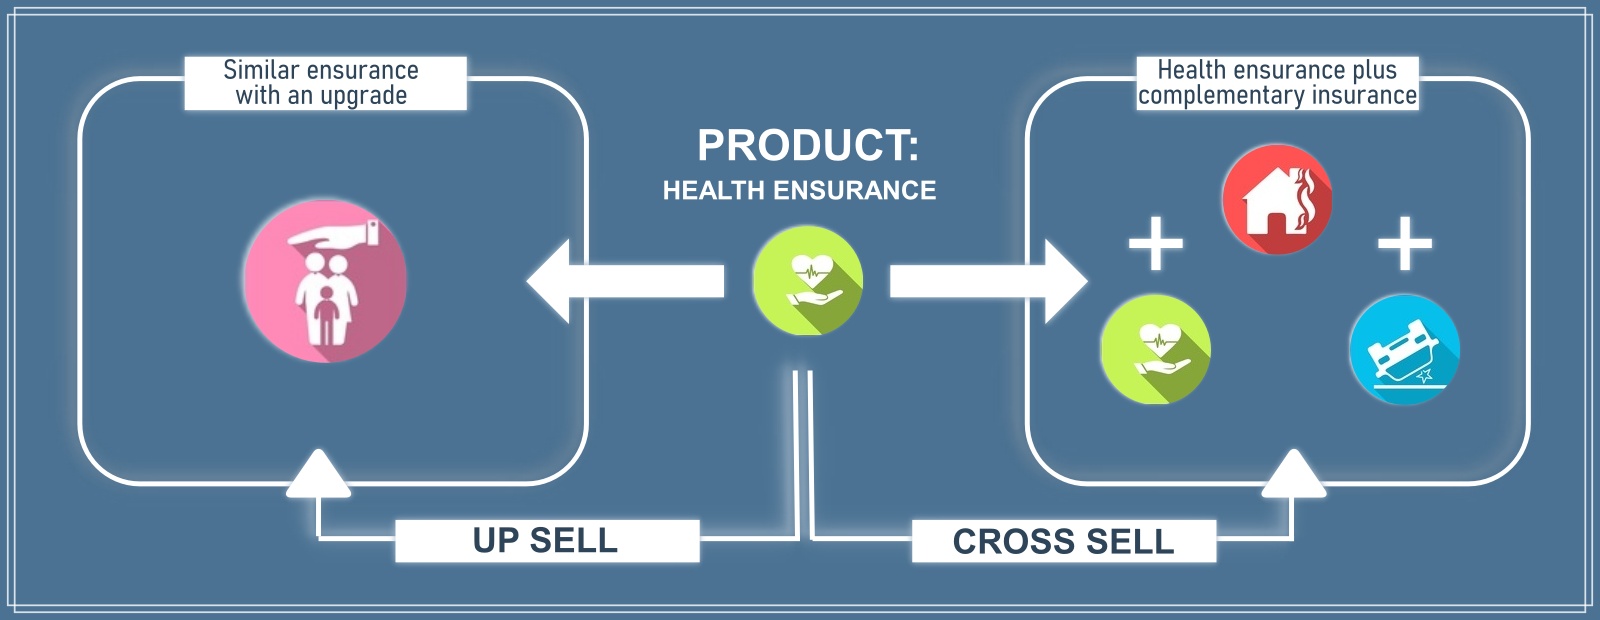 Similar ensurance
with an upgrade
PRODUCT:
HEALTH ENSURANCE
Health ensurance plus
complementary insurance
UP SELL
CROSS SELL